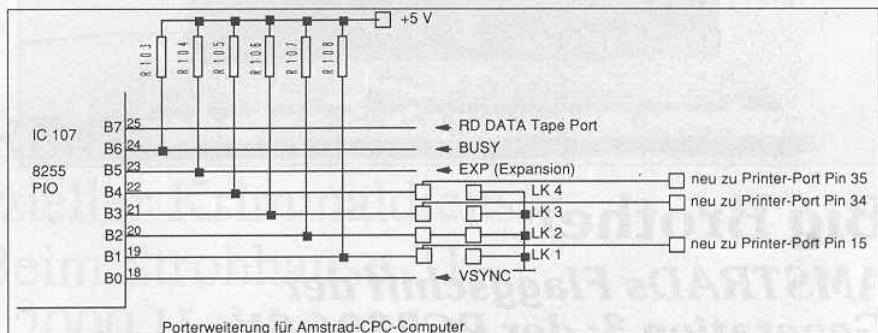 +5 V
R103
R104
R105
R106
R107
R108
IC 107
8255
PIO
B7 25
B6 24
B5 23
B4 22
B3 21
B2 20
B1 19
B0 18
RD DATA Tape Port
BUSY
EXP (Expansion)
LK 4
LK 3
LK 2
LK 1
VSYNC
neu zu Printer-Port Pin 35
neu zu Printer-Port Pin 34
neu zu Printer-Port Pin 15
Porterweiterung für Amstrad-CPC-Computer